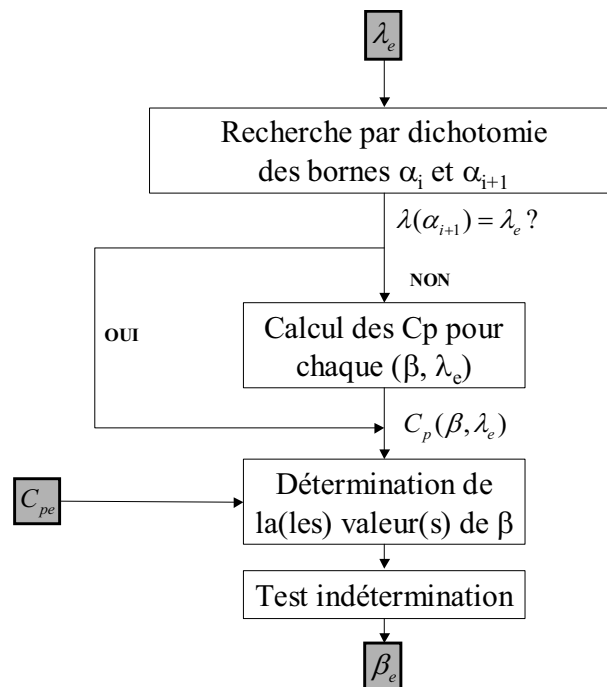 λe
Recherche par dichotomie
des bornes αi et αi+1
λ(αi+1) = λe ?
NON
OUI
Calcul des Cp pour
chaque (β, λe)
Cp(β, λe)
Cpe
Détermination de
la(les) valeur(s) de β
Test indétermination
βe